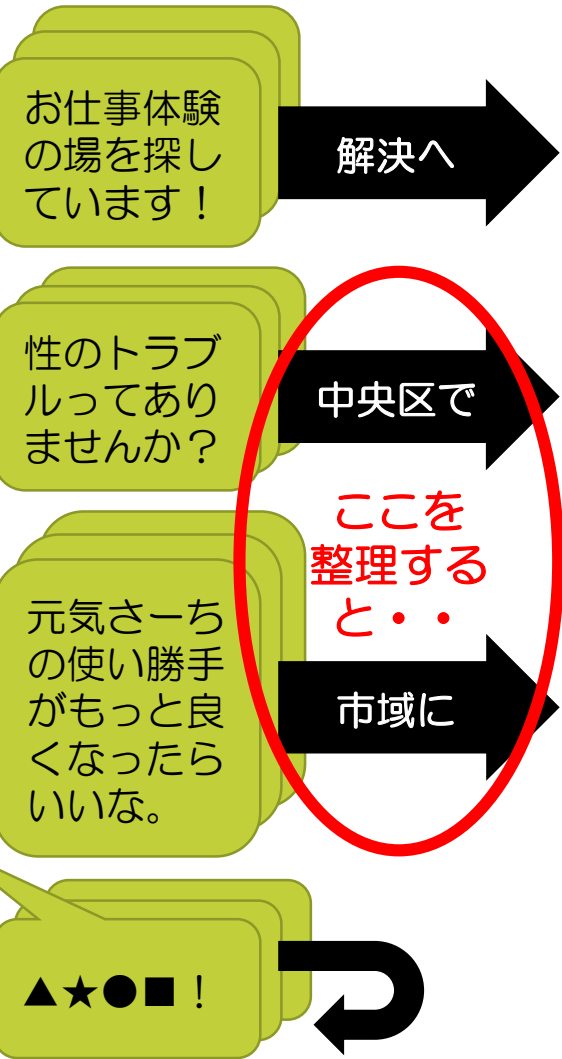 お仕事体験
の場を探し
ています！
解決へ
性のトラブ
ルってあり
ませんか？
中央区で
ここを
整理する
と・・
元気さーち
の使い勝手
がもっと良
くなったら
いいな。
市域に
▲★●■！